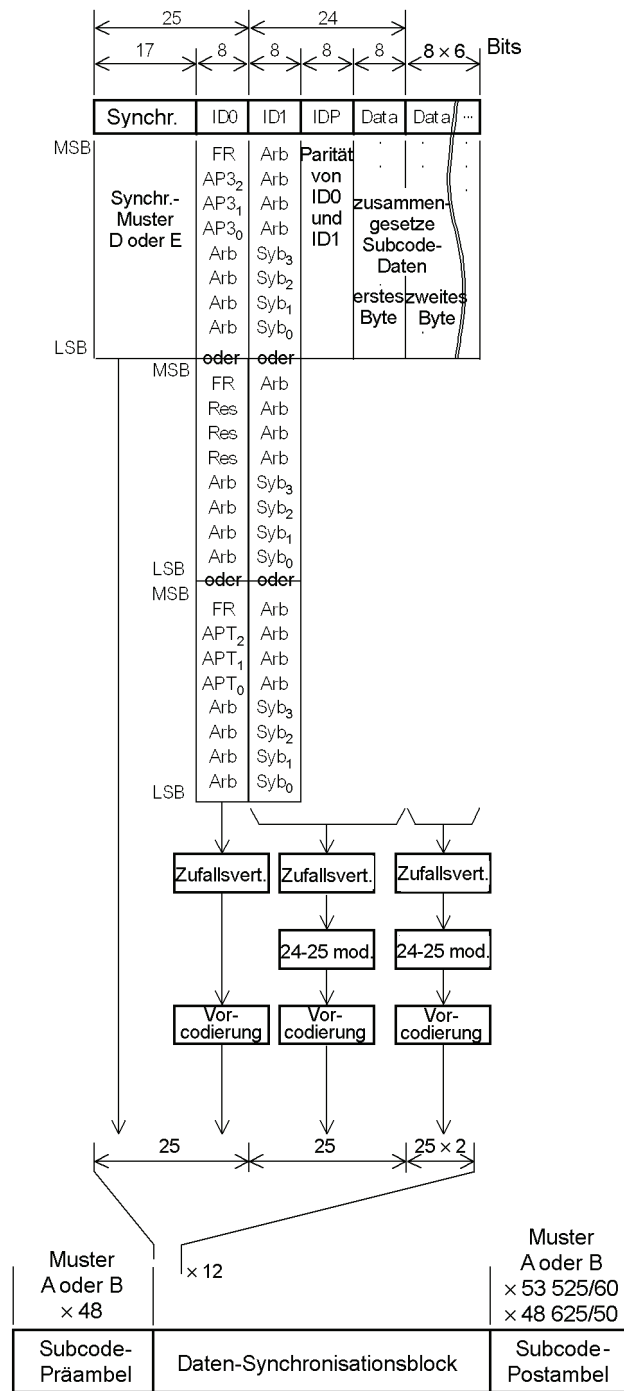 25 24
17 8 8 8 8 8 × 6 Bits
Synchr. ID0 ID1 IDP Data Data ...
MSB
Synchr.-
Muster
D oder E
FR Arb
AP3₂ Arb
AP3₁ Arb
AP3₀ Arb
Arb Syb₃
Arb Syb₂
Arb Syb₁
Arb Syb₀
Parität
von
ID0
und
ID1
zusammen-
gesetze
Subcode-
Daten
erstes zweites
Byte Byte
LSB
oder oder
MSB
FR Arb
Res Arb
Res Arb
Res Arb
Arb Syb₃
Arb Syb₂
Arb Syb₁
Arb Syb₀
LSB
oder oder
MSB
FR Arb
APT₂ Arb
APT₁ Arb
APT₀ Arb
Arb Syb₃
Arb Syb₂
Arb Syb₁
Arb Syb₀
LSB
Zufallsvert. Zufallsvert. Zufallsvert.
24-25 mod. 24-25 mod.
Vor-
codierung
Vor-
codierung
Vor-
codierung
25 25 25 × 2
× 12
Muster
A oder B
× 48
Muster
A oder B
× 53 525/60
× 48 625/50
Subcode-
Präambel
Daten-Synchronisationsblock
Subcode-
Postambel